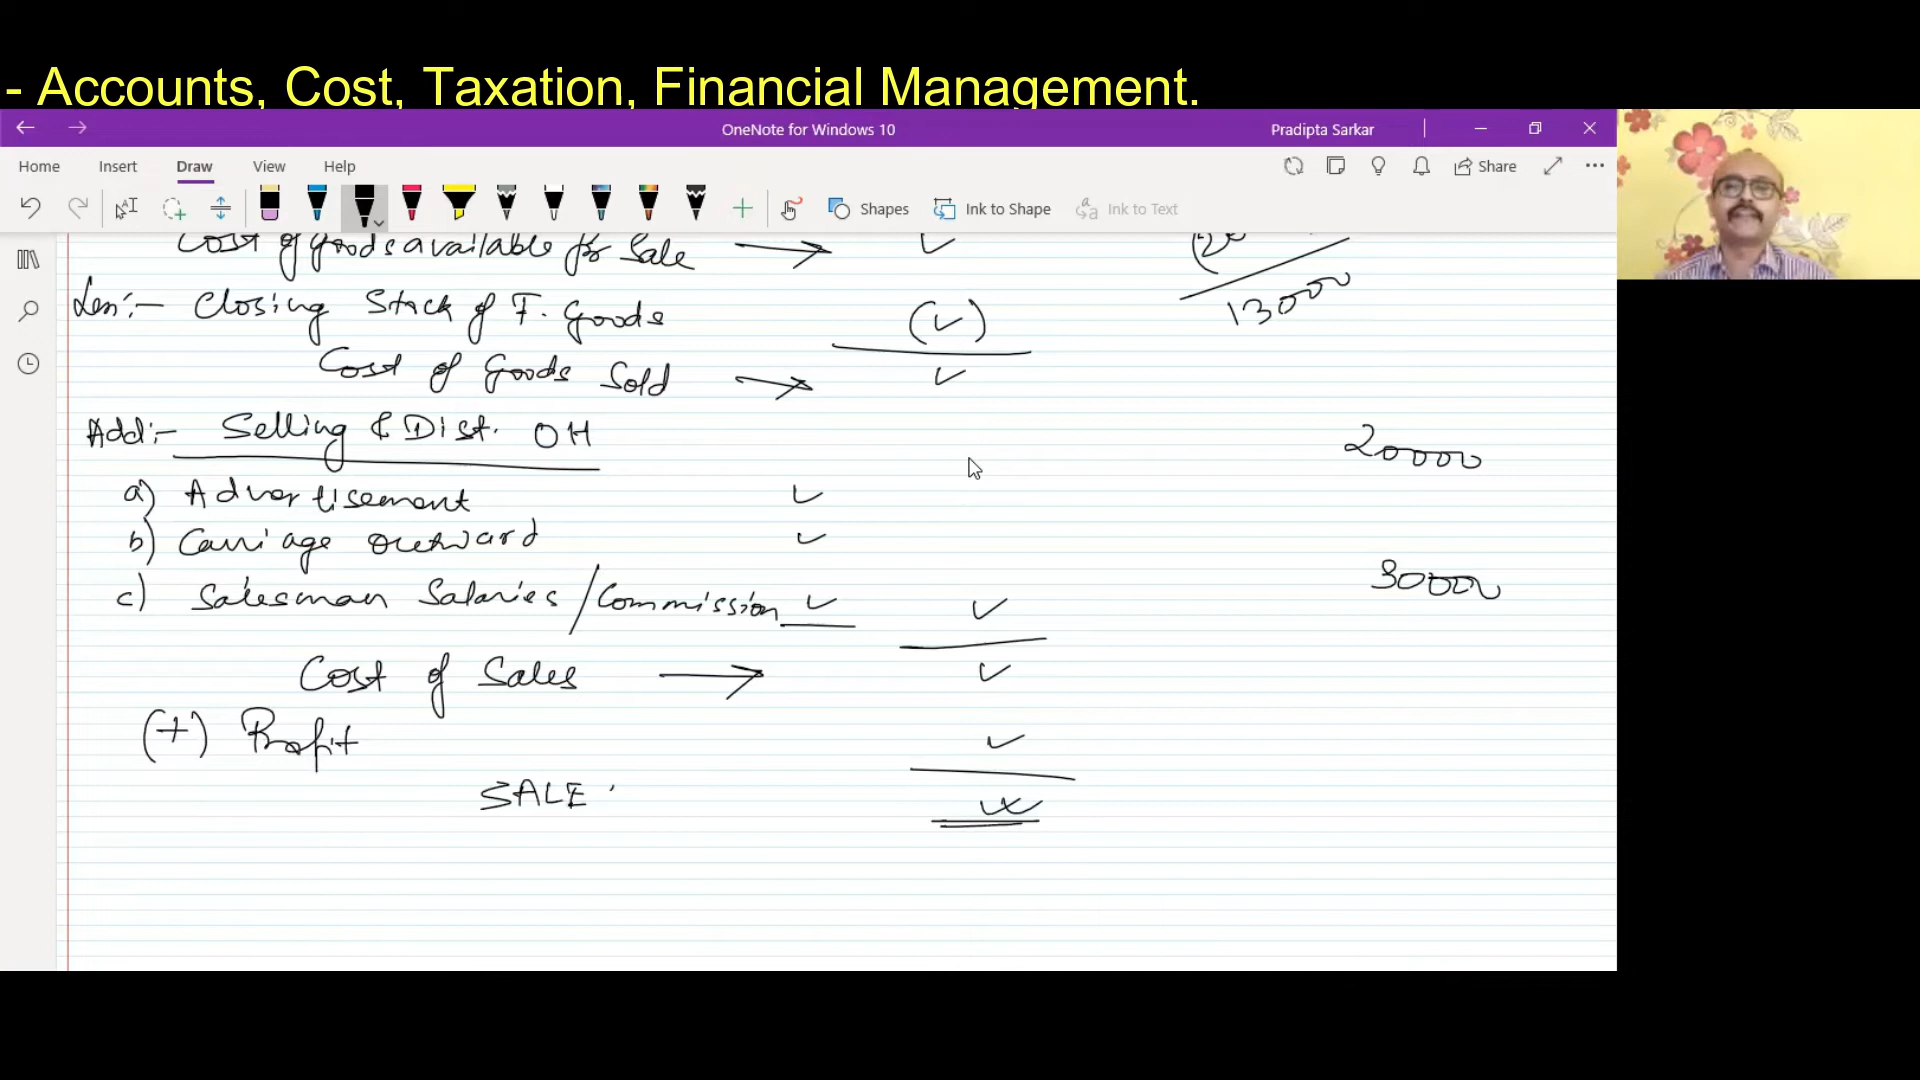 - Accounts, Cost, Taxation, Financial Management.
OneNote for Windows 10
Pradipta Sarkar
Home Insert Draw View Help
Share
Shapes Ink to Shape Ink to Text
Cost of goods available for Sale
13000
Less:- Closing Stock of F. Goods
Cost of Goods Sold
Add:- Selling & Dist. OH
20000
a) Advertisement
b) Carriage outward
c) Salesman Salaries / Commission
30000
Cost of Sales
(+) Profit
SALE